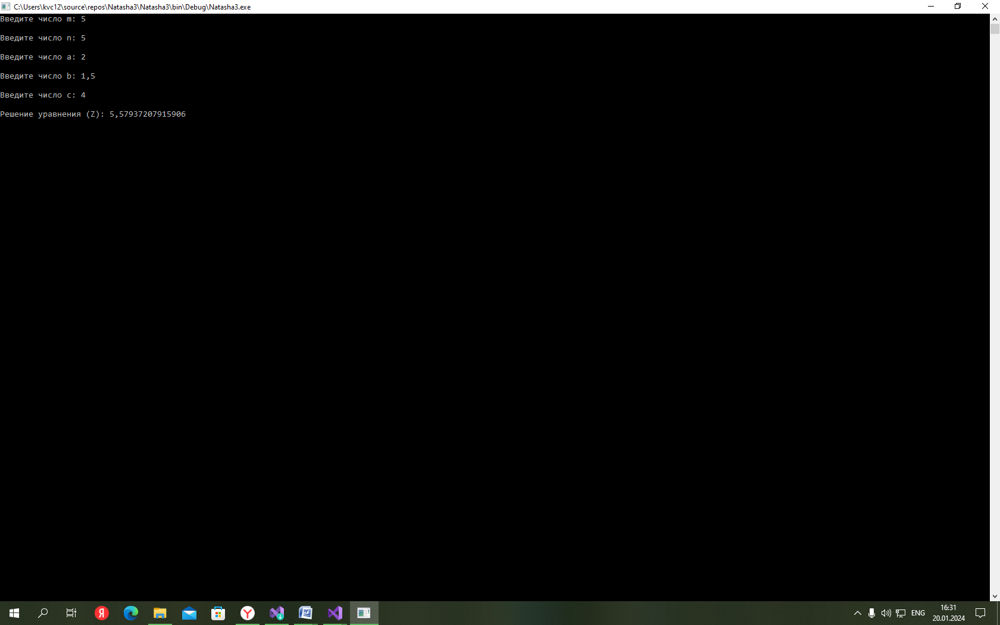 C:\Users\kvc12\source\repos\Natasha3\Natasha3\bin\Debug\Natasha3.exe
Введите число m: 5
Введите число n: 5
Введите число a: 2
Введите число b: 1,5
Введите число c: 4
Решение уравнения (Z): 5,57937207915906
ENG
16:31
20.01.2024